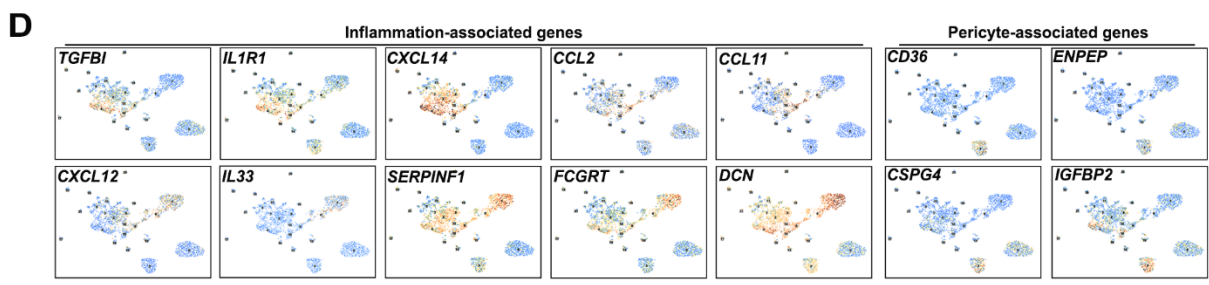 D
Inflammation-associated genes
Pericyte-associated genes
TGFBI
IL1R1
CXCL14
CCL2
CCL11
CD36
ENPEP
CXCL12
IL33
SERPINF1
FCGRT
DCN
CSPG4
IGFBP2